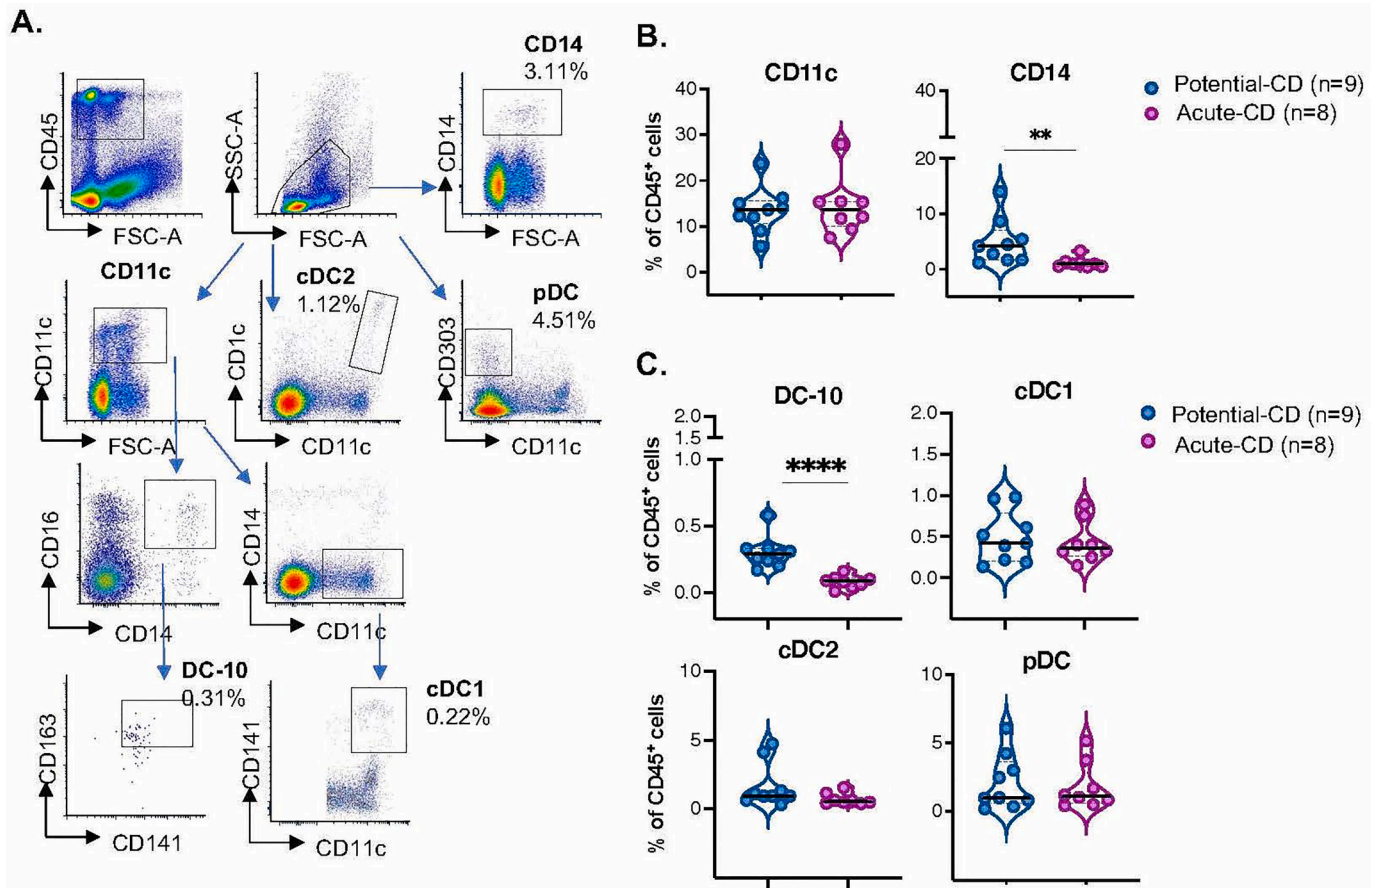 A.
CD14
3.11%
CD45
FSC-A
SSC-A
FSC-A
CD14
FSC-A
CD11c
CD11c
FSC-A
cDC2
1.12%
CD1c
CD11c
pDC
4.51%
CD303
CD11c
CD16
CD14
CD14
CD11c
DC-10
0.31%
CD163
CD141
cDC1
0.22%
CD141
CD11c
B.
CD11c
% of CD45⁺ cells
40
30
20
10
0
CD14
40
20
10
0
**
Potential-CD (n=9)
Acute-CD (n=8)
C.
DC-10
% of CD45⁺ cells
2.0
1.5
1.0
0.5
0.0
****
cDC1
2.0
1.5
1.0
0.5
0.0
Potential-CD (n=9)
Acute-CD (n=8)
cDC2
% of CD45⁺ cells
10
5
0
pDC
10
5
0